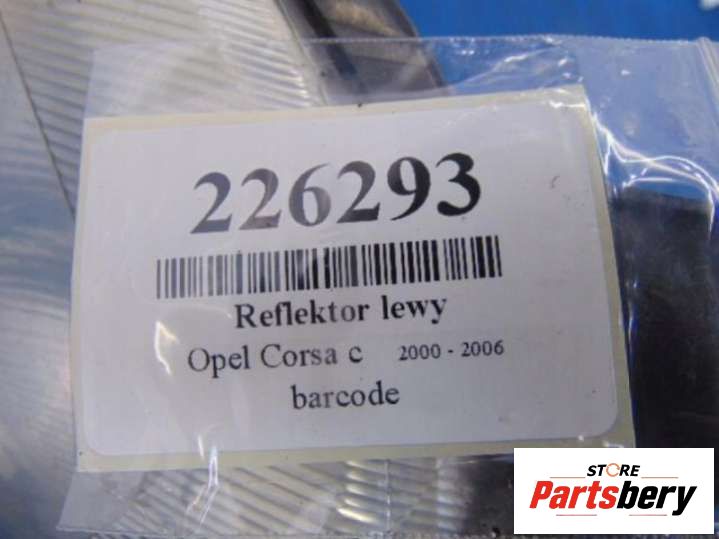 226293
Reflektor lewy
Opel Corsa c 2000 - 2006
barcode
STORE
Partsbery